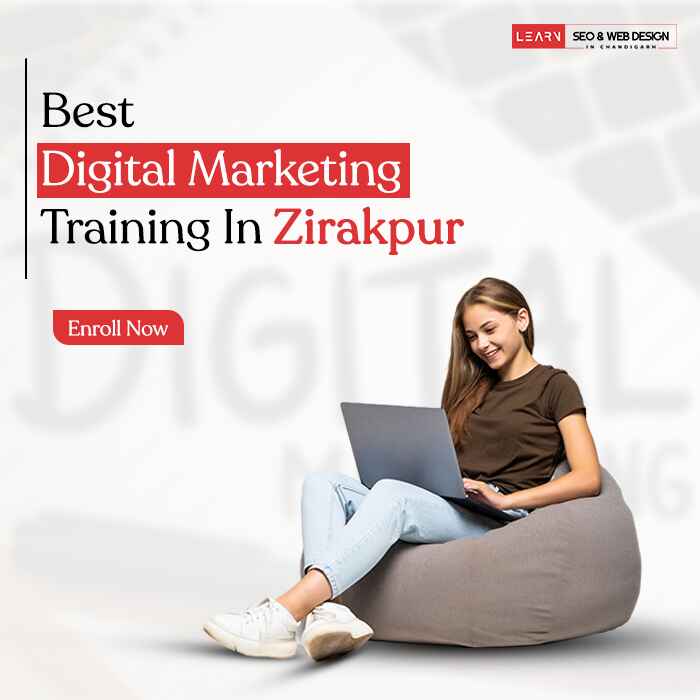 LEARN SEO & WEB DESIGN
IN CHANDIGARH
Best
Digital Marketing
Training In Zirakpur
DIGITAL
Enroll Now